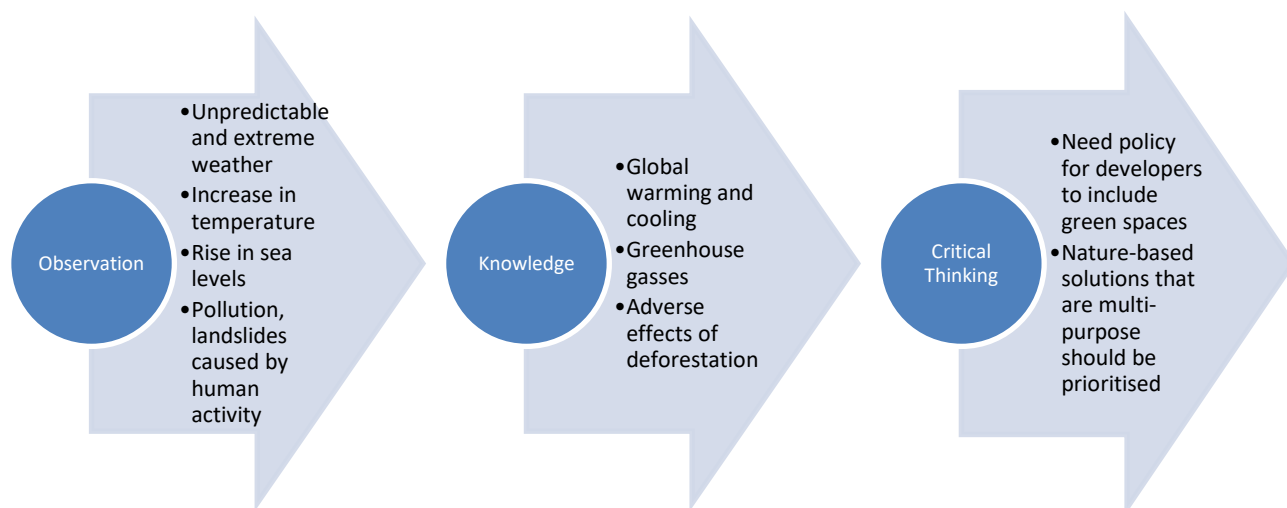 Observation
•Unpredictable
and extreme
weather
•Increase in
temperature
•Rise in sea
levels
•Pollution,
landslides
caused by
human
activity
Knowledge
•Global
warming and
cooling
•Greenhouse
gasses
•Adverse
effects of
deforestation
Critical
Thinking
•Need policy
for developers
to include
green spaces
•Nature-based
solutions that
are multi-
purpose
should be
prioritised